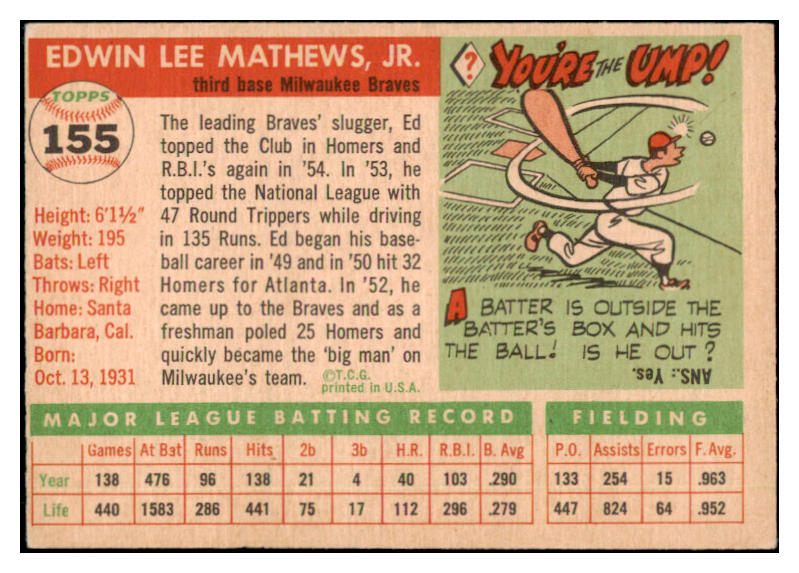 EDWIN LEE MATHEWS, JR.
third base Milwaukee Braves
TOPPS
155
Height: 6'1½"
Weight: 195
Bats: Left
Throws: Right
Home: Santa
Barbara, Cal.
Born:
Oct. 13, 1931
The leading Braves' slugger, Ed
topped the Club in Homers and
R.B.I.'s again in '54. In '53, he
topped the National League with
47 Round Trippers while driving
in 135 Runs. Ed began his base-
ball career in '49 and in '50 hit 32
Homers for Atlanta. In '52, he
came up to the Braves and as a
freshman poled 25 Homers and
quickly became the 'big man' on
Milwaukee's team.
©T.C.G.
printed in U.S.A.
? YOU'RE THE UMP!
A BATTER IS OUTSIDE THE
BATTER'S BOX AND HITS
THE BALL! IS HE OUT?
ANS.: Yes.
MAJOR LEAGUE BATTING RECORD
Games At Bat Runs Hits 2b 3b H.R. R.B.I. B. Avg
Year 138 476 96 138 21 4 40 103 .290
Life 440 1583 286 441 75 17 112 296 .279
FIELDING
P.O. Assists Errors F. Avg.
133 254 15 .963
447 824 64 .952